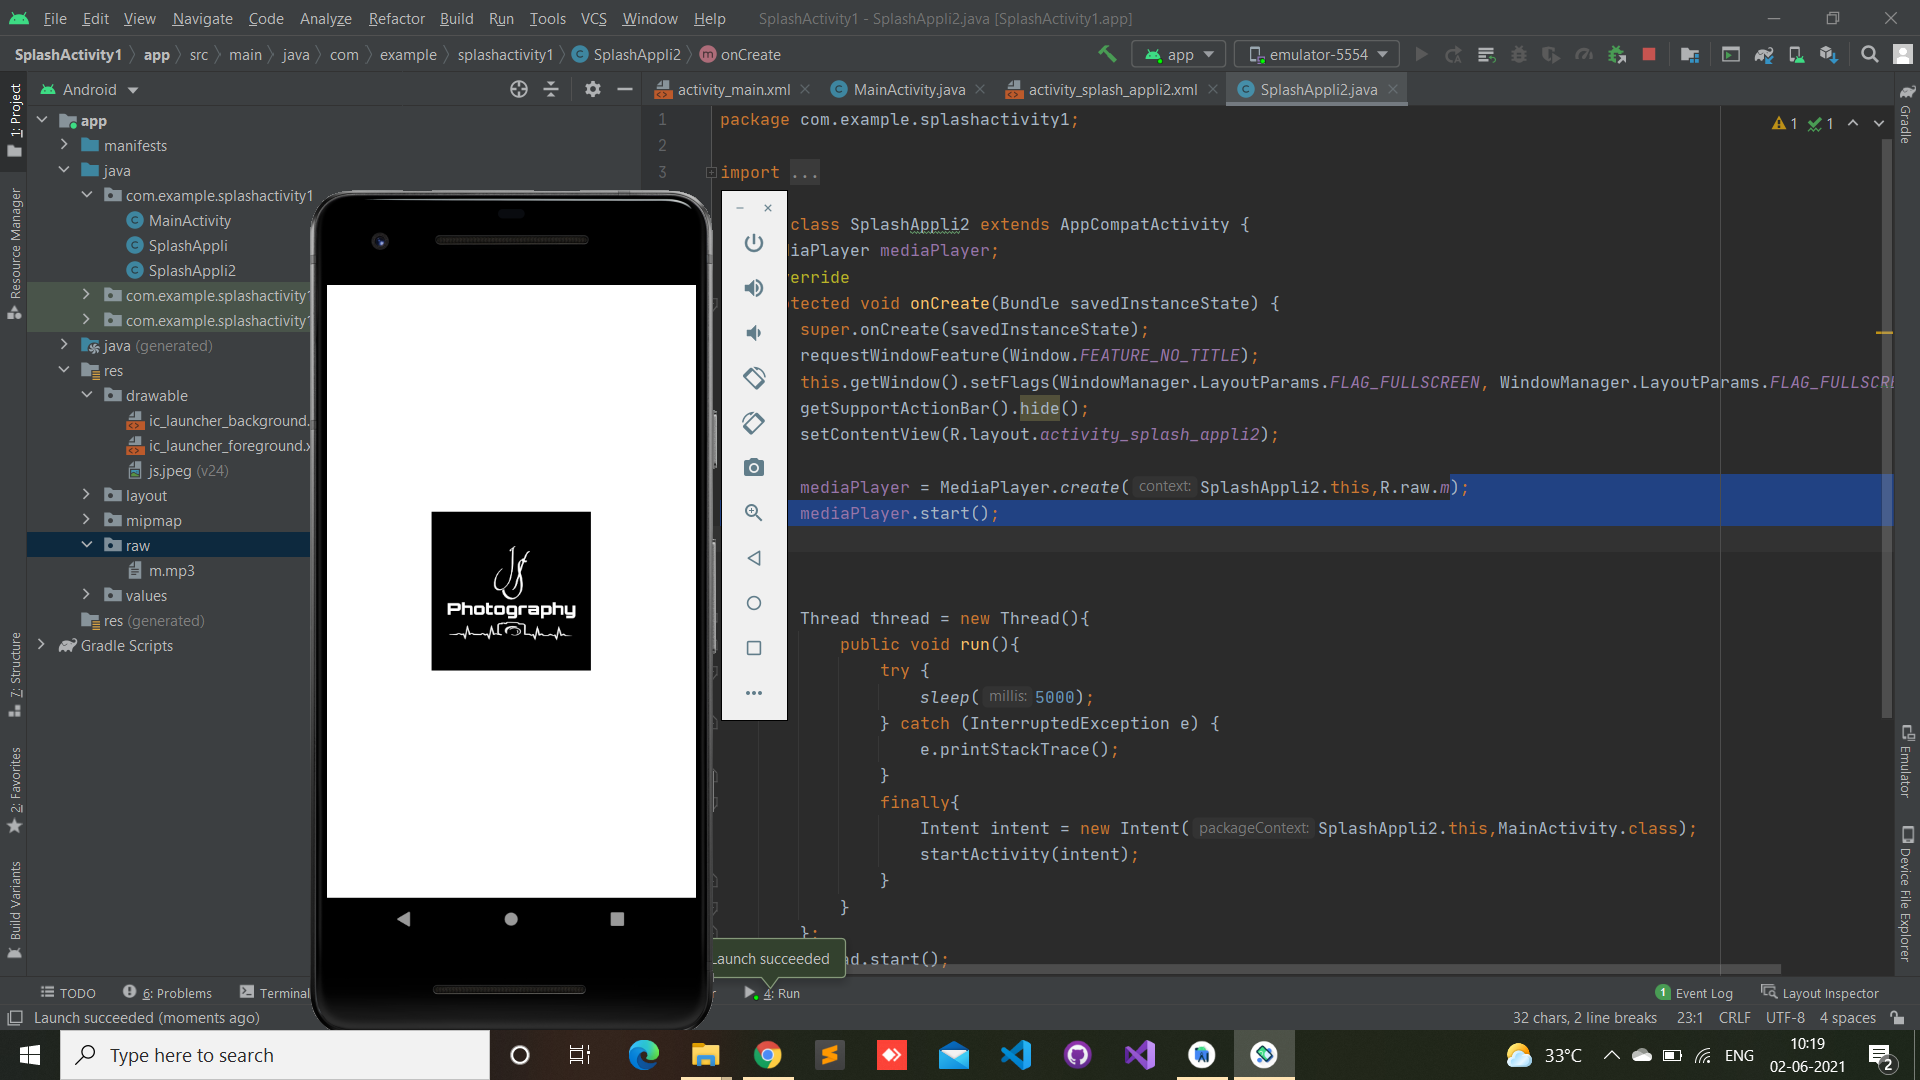 File Edit View Navigate Code Analyze Refactor Build Run Tools VCS Window Help SplashActivity1 - SplashAppli2.java [SplashActivity1.app]
SplashActivity1 app src main java com example splashactivity1 SplashAppli2 onCreate app emulator-5554
Android
activity_main.xml MainActivity.java activity_splash_appli2.xml SplashAppli2.java
1: Project
Resource Manager
7: Structure
2: Favorites
Build Variants
app
manifests
java
com.example.splashactivity1
MainActivity
SplashAppli
SplashAppli2
com.example.splashactivity
com.example.splashactivity
java (generated)
res
drawable
ic_launcher_background.
ic_launcher_foreground.x
js.jpeg (v24)
layout
mipmap
raw
m.mp3
values
res (generated)
Gradle Scripts
Photography
1 package com.example.splashactivity1;
2
3 import ...
class SplashAppli2 extends AppCompatActivity {
iaPlayer mediaPlayer;
erride
tected void onCreate(Bundle savedInstanceState) {
super.onCreate(savedInstanceState);
requestWindowFeature(Window.FEATURE_NO_TITLE);
this.getWindow().setFlags(WindowManager.LayoutParams.FLAG_FULLSCREEN, WindowManager.LayoutParams.FLAG_FULLSCRE
getSupportActionBar().hide();
setContentView(R.layout.activity_splash_appli2);
mediaPlayer = MediaPlayer.create( context: SplashAppli2.this,R.raw.m);
mediaPlayer.start();
Thread thread = new Thread(){
public void run(){
try {
sleep( millis: 5000);
} catch (InterruptedException e) {
e.printStackTrace();
}
finally{
Intent intent = new Intent( packageContext: SplashAppli2.this,MainActivity.class);
startActivity(intent);
}
}
};
ad.start();
1 1
Gradle
Emulator
Device File Explorer
Launch succeeded
TODO 6: Problems Terminal 4: Run 1 Event Log Layout Inspector
Launch succeeded (moments ago) 32 chars, 2 line breaks 23:1 CRLF UTF-8 4 spaces
Type here to search 33°C ENG 10:19
02-06-2021 2